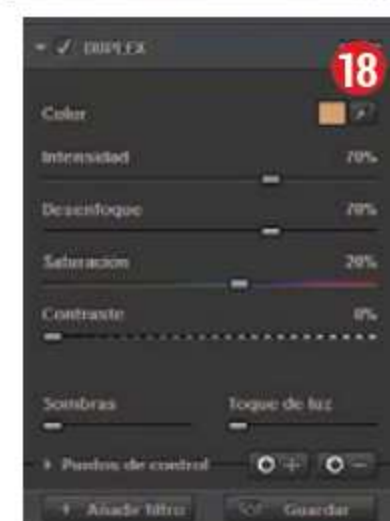 DUPLEX
18
Color
Intensidad 70%
Desenfoque 70%
Saturación 20%
Contraste 0%
Sombras Toque de luz
Puntos de control
Añadir filtro Guardar